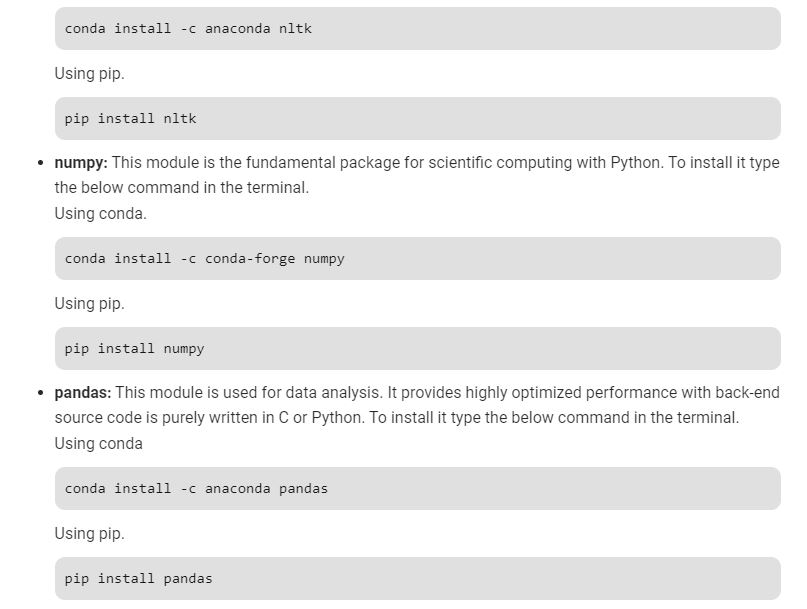 conda install -c anaconda nltk
Using pip.
pip install nltk
• numpy: This module is the fundamental package for scientific computing with Python. To install it type
the below command in the terminal.
Using conda.
conda install -c conda-forge numpy
Using pip.
pip install numpy
• pandas: This module is used for data analysis. It provides highly optimized performance with back-end
source code is purely written in C or Python. To install it type the below command in the terminal.
Using conda
conda install -c anaconda pandas
Using pip.
pip install pandas